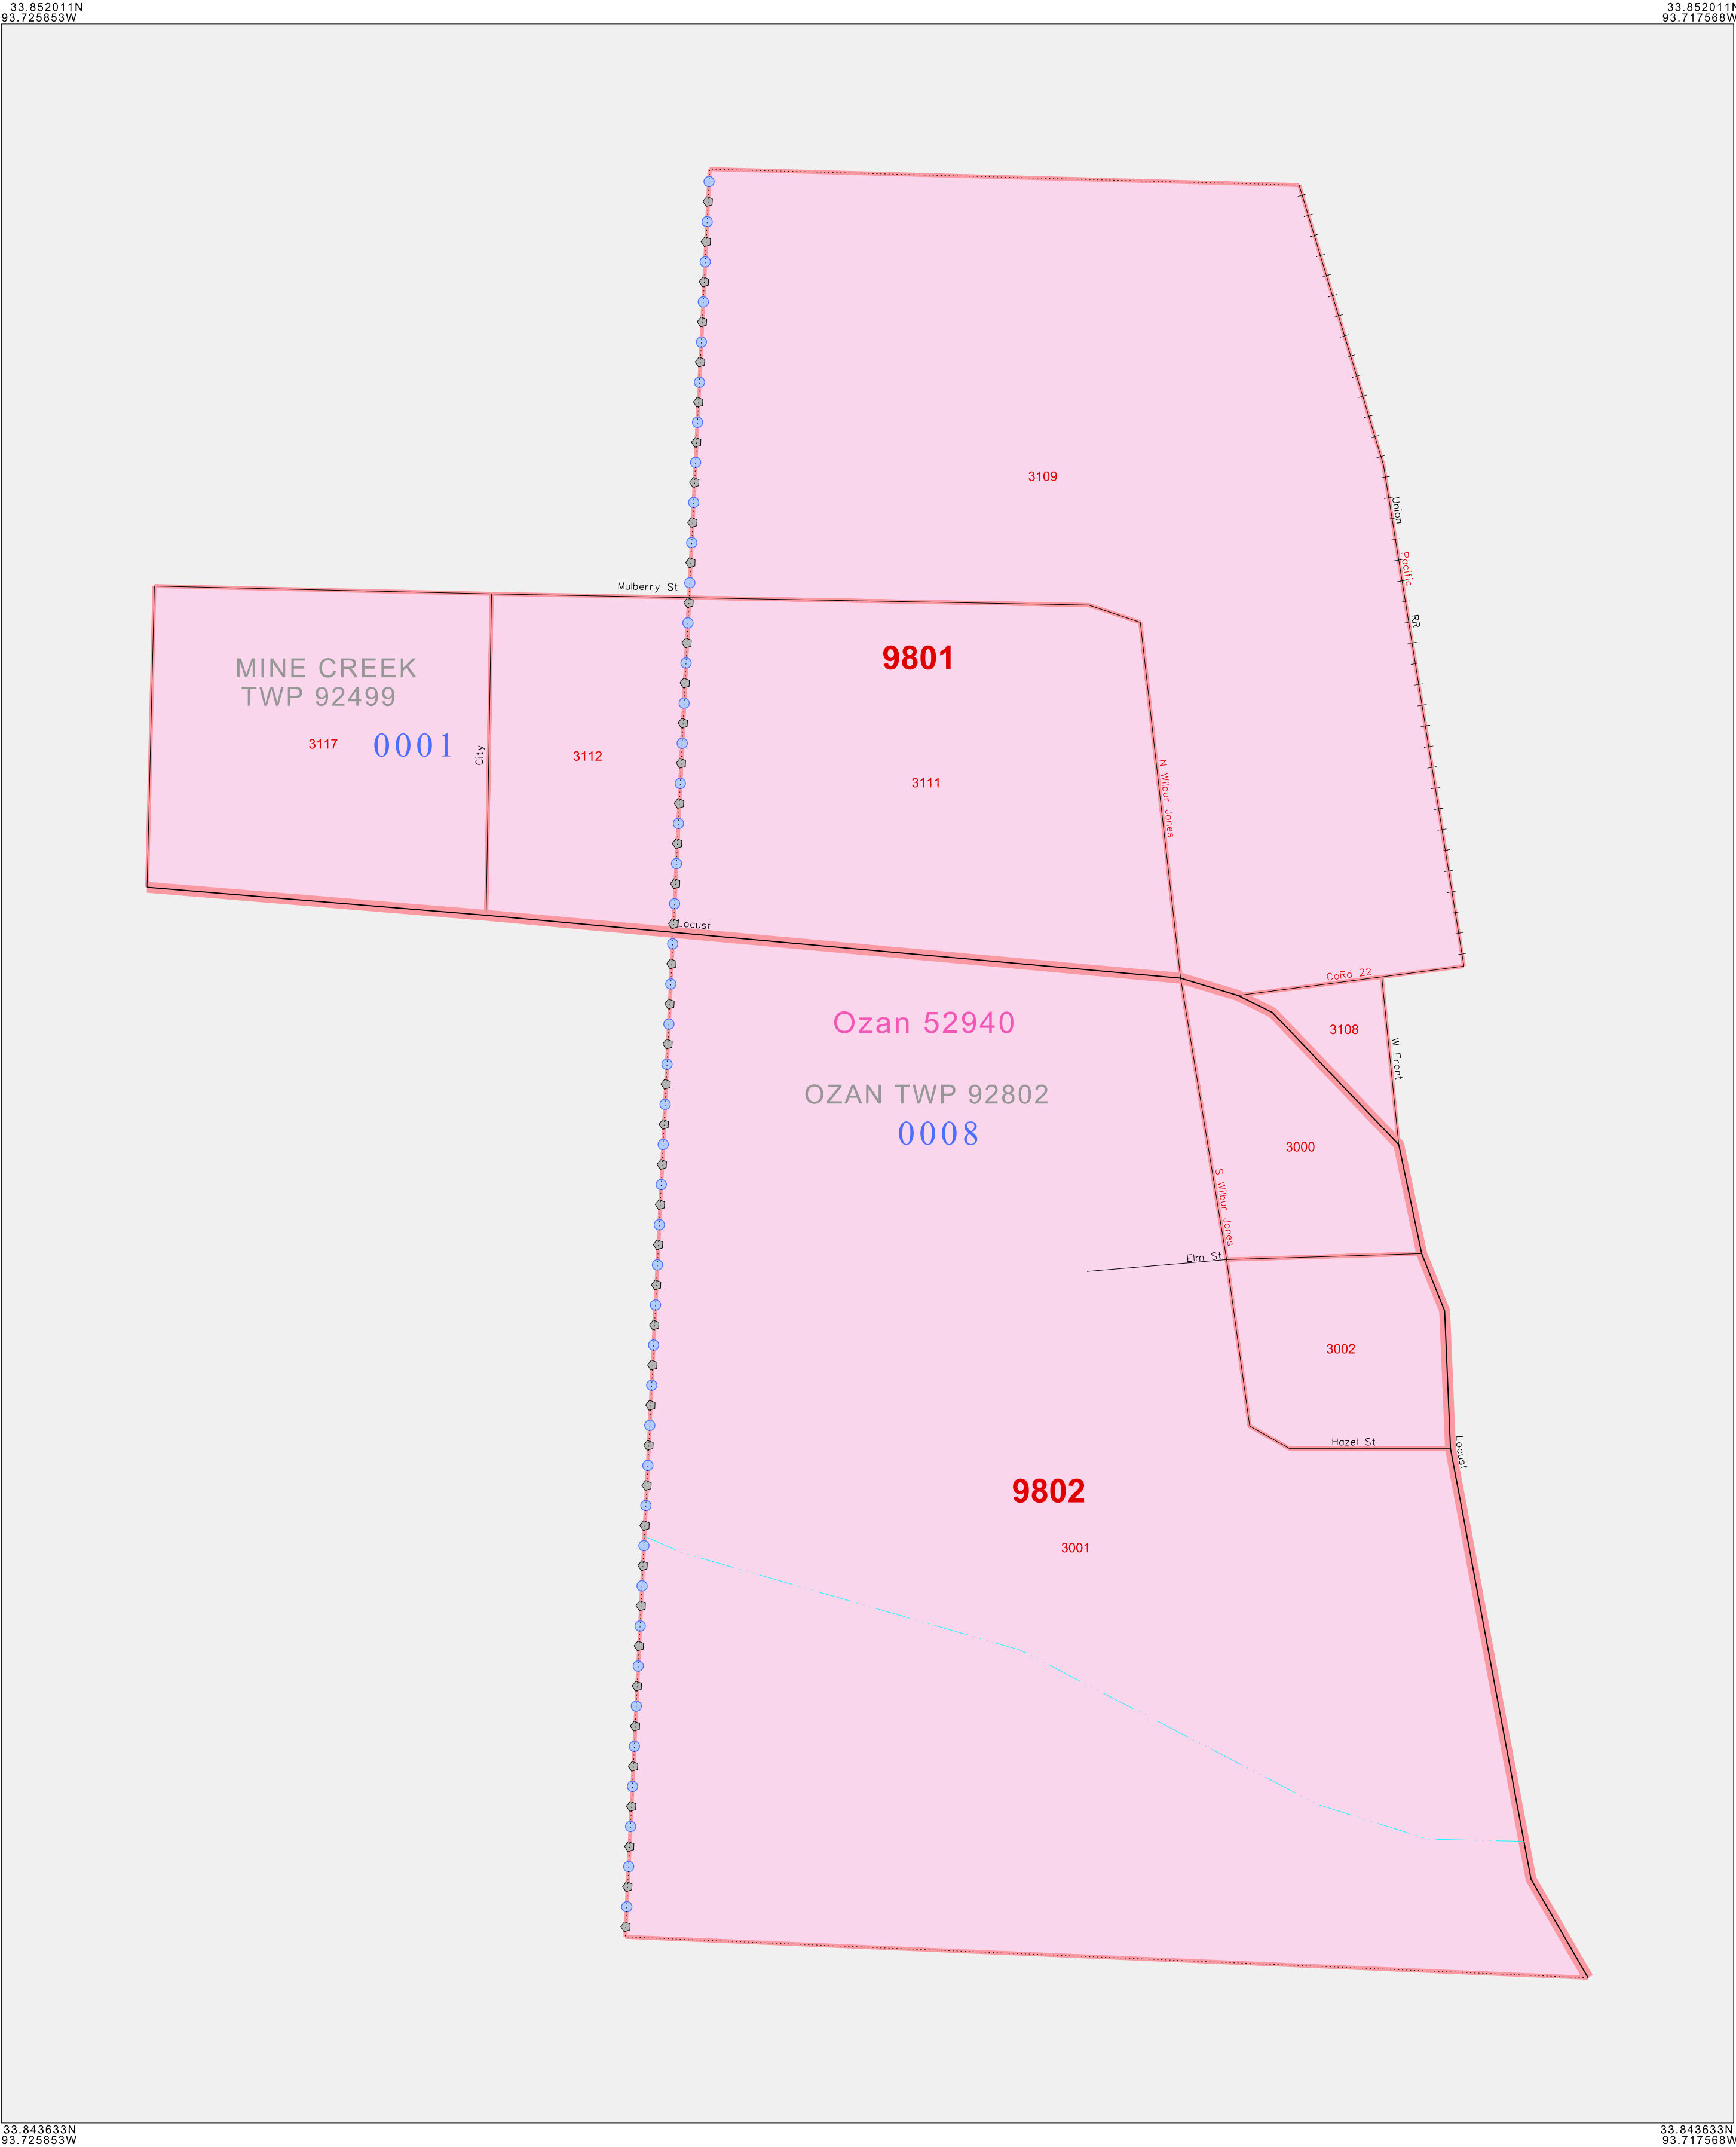 33.852011N
93.725853W
33.852011N
93.717568W
3109
Union
Pacific
RR
Mulberry St
9801
MINE CREEK
TWP 92499
3117
0001
City
3112
3111
N Wilbur Jones
Locust
CoRd 22
Ozan 52940
3108
W Front
OZAN TWP 92802
0008
3000
S Wilbur Jones
Elm St
3002
Hazel St
Locust
9802
3001
33.843633N
93.725853W
33.843633N
93.717568W